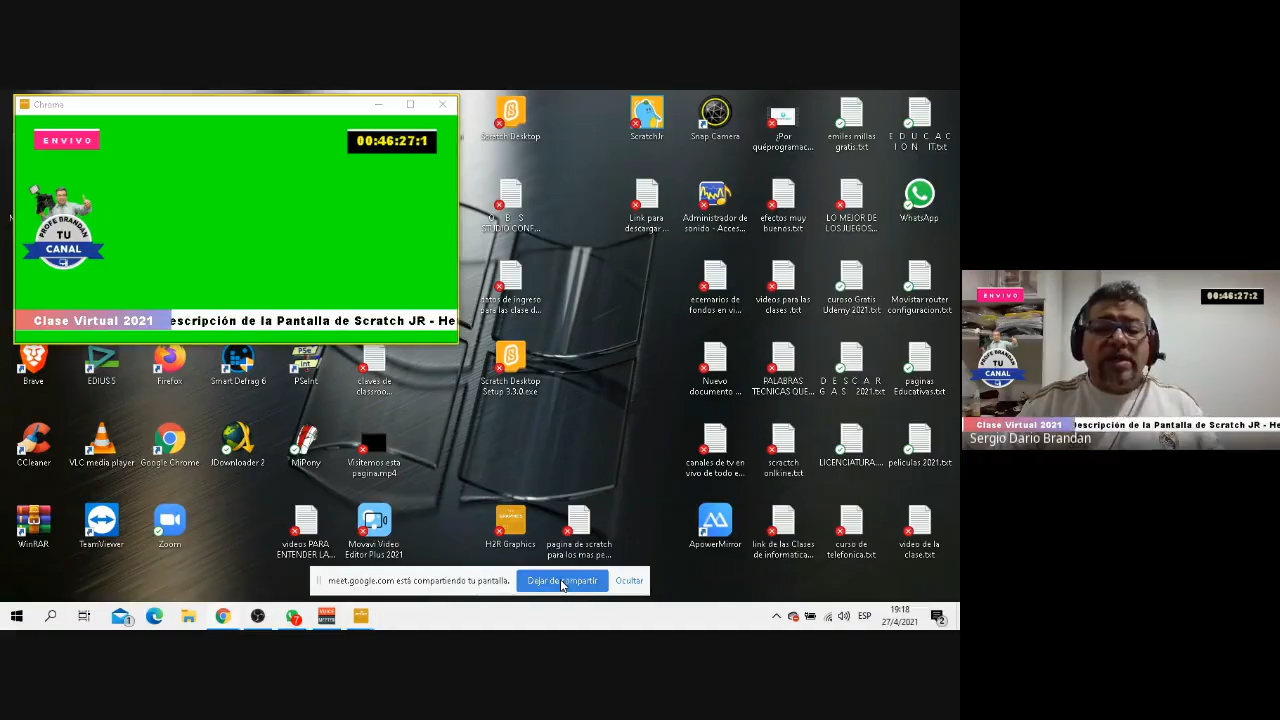 Chroma
ENVIVO
00:46:27:1
PROFE BRANDAN
TU
CANAL
Clase Virtual 2021
escripción de la Pantalla de Scratch JR - He
Scratch Desktop
ScratchJr
Snap Camera
¿Por
quéprogramac...
emiles millas
gratis.txt
E D U C A C
I O N I T.txt
O B S
STUDIO CONF...
Link para
descargar ...
Administrador de
sonido - Acces...
efectos muy
buenos.txt
LO MEJOR DE
LOS JUEGOS...
WhatsApp
datos de ingreso
para las clase d...
ecemarios de
fondos en vi...
videos para las
clases .txt
curoso Gratis
Udemy 2021.txt
Movistar router
configuracion.txt
Brave
EDIUS 5
Firefox
Smart Defrag 6
PSeInt
claves de
classroo...
Scratch Desktop
Setup 3.3.0.exe
Nuevo
documento ...
PALABRAS
TECNICAS QUE...
D E S C A R
G A S 2021.txt
paginas
Educativas.txt
CCleaner
VLC media player
Google Chrome
JDownloader 2
MiPony
Visitemos esta
pagina.mp4
canales de tv en
vivo de todo e...
scractch
onlkine.txt
LICENCIATURA....
peliculas 2021.txt
WinRAR
TeamViewer
Zoom
videos PARA
ENTENDER LA...
Movavi Video
Editor Plus 2021
H2R Graphics
pagina de scratch
para los mas pe...
ApowerMirror
link de las Clases
de informatica...
curso de
telefonica.txt
video de la
clase.txt
meet.google.com está compartiendo tu pantalla.
Dejar de compartir
Ocultar
ESP
19:18
27/4/2021
ENVIVO
00:46:27:2
TU
CANAL
Clase Virtual 2021
escripción de la Pantalla de Scratch JR - He
Sergio Dario Brandan